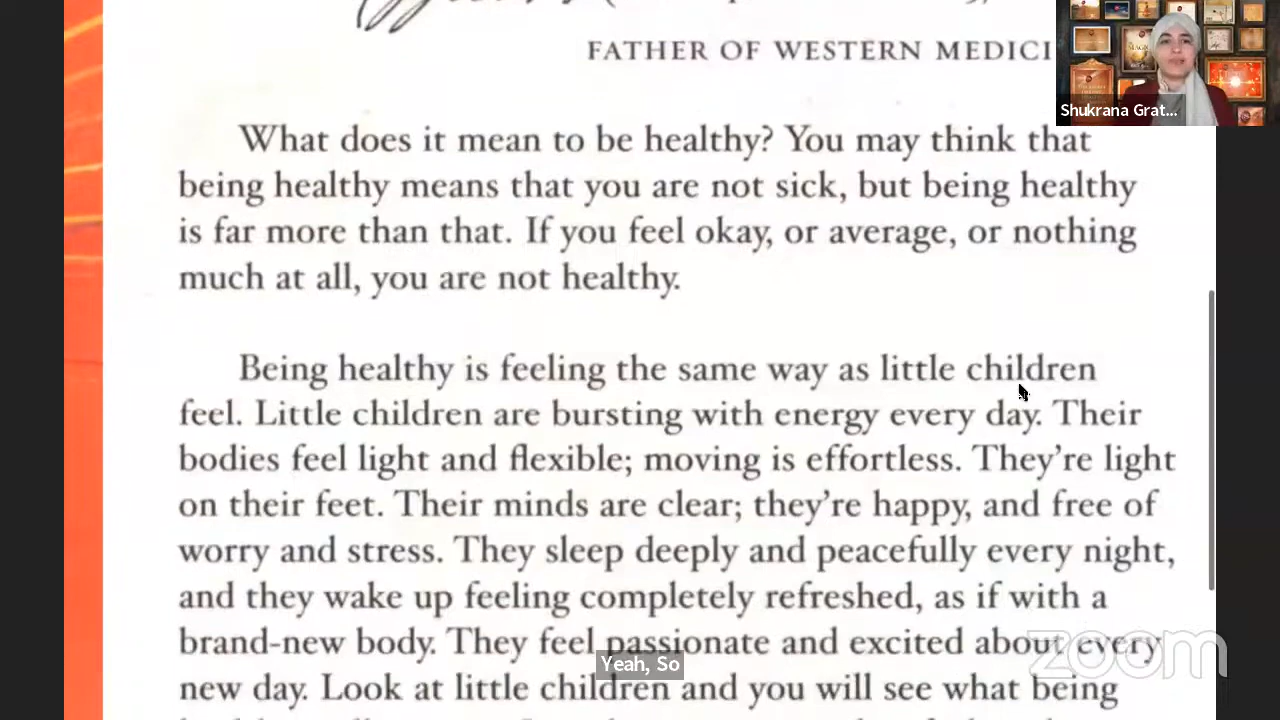 FATHER OF WESTERN MEDICI
Shukrana Grat...
What does it mean to be healthy? You may think that
being healthy means that you are not sick, but being healthy
is far more than that. If you feel okay, or average, or nothing
much at all, you are not healthy.
Being healthy is feeling the same way as little children
feel. Little children are bursting with energy every day. Their
bodies feel light and flexible; moving is effortless. They're light
on their feet. Their minds are clear; they're happy, and free of
worry and stress. They sleep deeply and peacefully every night,
and they wake up feeling completely refreshed, as if with a
brand-new body. They feel passionate and excited about every
zoom
Yeah, So
new day. Look at little children and you will see what being